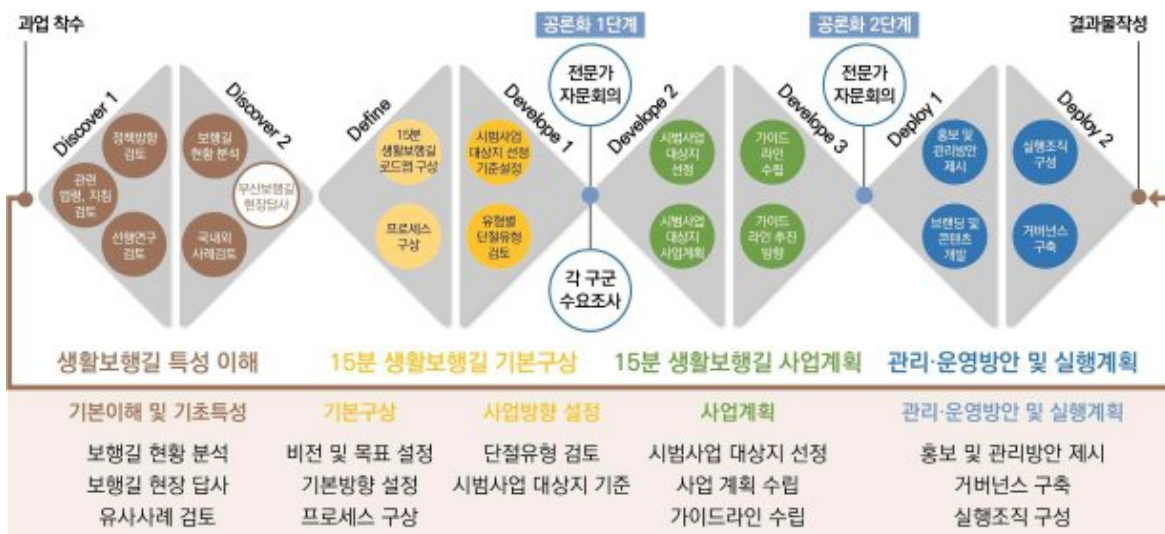 과업 착수
공론화 1단계
공론화 2단계
결과물작성
전문가
자문회의
전문가
자문회의
Discover 1
Discover 2
Define
Develope 1
Develope 2
Develope 3
Deploy 1
Deploy 2
정책방향
검토
관련
법령, 지침
검토
선행연구
검토
보행길
현황 분석
부산보행길
현장답사
국내외
사례검토
15분
생활보행길
로드맵 구상
프로세스
구상
시범사업
대상지 선정
기준설정
유형별
단절유형
검토
각 구군
수요조사
시범사업
대상지
선정
시범사업
대상지
사업계획
가이드
라인
수립
가이드
라인 추진
방향
홍보 및
관리방안
제시
브랜딩 및
콘텐츠
개발
실행조직
구성
거버넌스
구축
생활보행길 특성 이해
15분 생활보행길 기본구상
15분 생활보행길 사업계획
관리·운영방안 및 실행계획
기본이해 및 기초특성
보행길 현황 분석
보행길 현장 답사
유사사례 검토
기본구상
비전 및 목표 설정
기본방향 설정
프로세스 구상
사업방향 설정
단절유형 검토
시범사업 대상지 기준
사업계획
시범사업 대상지 선정
사업 계획 수립
가이드라인 수립
관리·운영방안 및 실행계획
홍보 및 관리방안 제시
거버넌스 구축
실행조직 구성